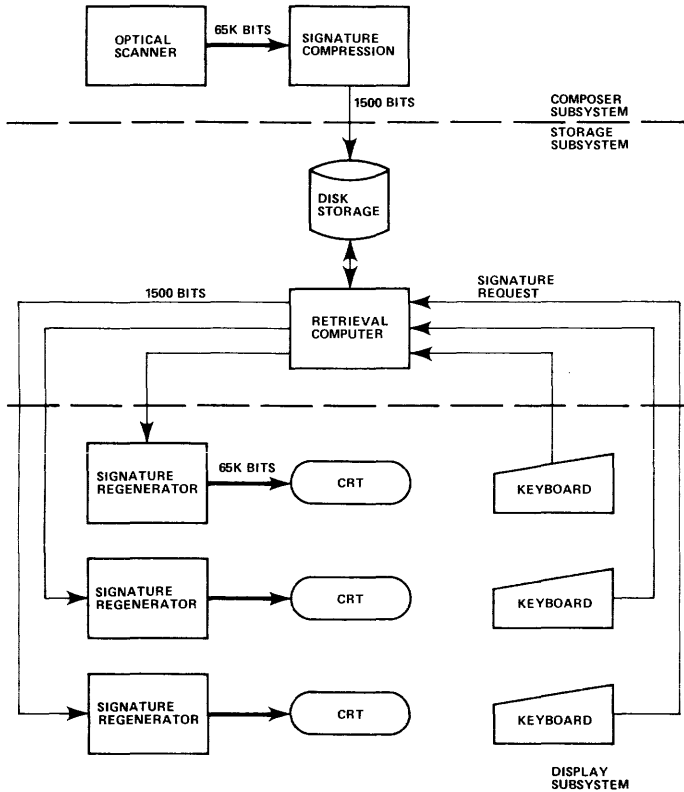 OPTICAL
SCANNER
65K BITS
SIGNATURE
COMPRESSION
1500 BITS
COMPOSER
SUBSYSTEM
STORAGE
SUBSYSTEM
DISK
STORAGE
1500 BITS
SIGNATURE
REQUEST
RETRIEVAL
COMPUTER
SIGNATURE
REGENERATOR
65K BITS
CRT
KEYBOARD
SIGNATURE
REGENERATOR
CRT
KEYBOARD
SIGNATURE
REGENERATOR
CRT
KEYBOARD
DISPLAY
SUBSYSTEM